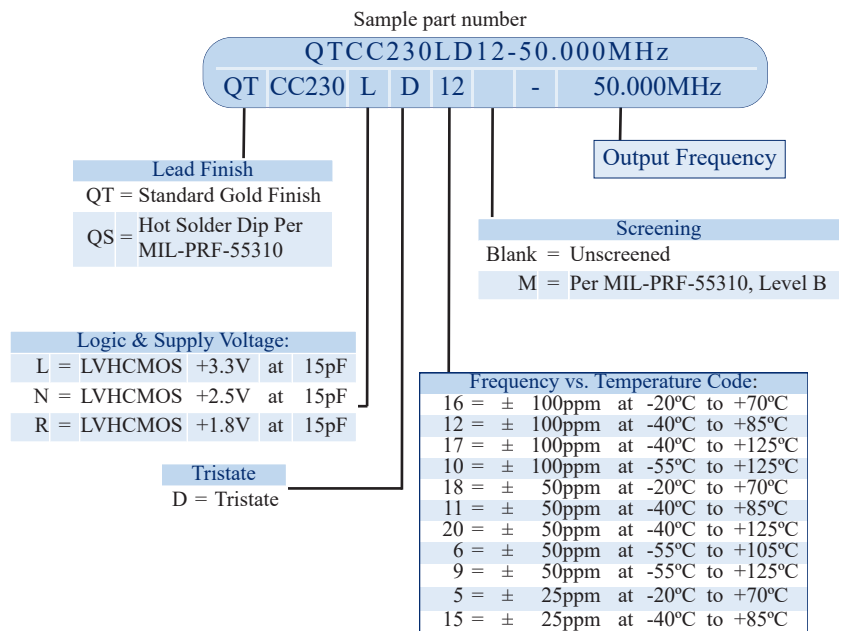 Sample part number
QTCC230LD12-50.000MHz
QT CC230 L D 12 - 50.000MHz
Output Frequency
Lead Finish
QT = Standard Gold Finish
QS = Hot Solder Dip Per
MIL-PRF-55310
Screening
Blank = Unscreened
M = Per MIL-PRF-55310, Level B
Logic & Supply Voltage:
L = LVHCMOS +3.3V at 15pF
N = LVHCMOS +2.5V at 15pF
R = LVHCMOS +1.8V at 15pF
Tristate
D = Tristate
Frequency vs. Temperature Code:
16 = ± 100ppm at -20ºC to +70ºC
12 = ± 100ppm at -40ºC to +85ºC
17 = ± 100ppm at -40ºC to +125ºC
10 = ± 100ppm at -55ºC to +125ºC
18 = ± 50ppm at -20ºC to +70ºC
11 = ± 50ppm at -40ºC to +85ºC
20 = ± 50ppm at -40ºC to +125ºC
6 = ± 50ppm at -55ºC to +105ºC
9 = ± 50ppm at -55ºC to +125ºC
5 = ± 25ppm at -20ºC to +70ºC
15 = ± 25ppm at -40ºC to +85ºC